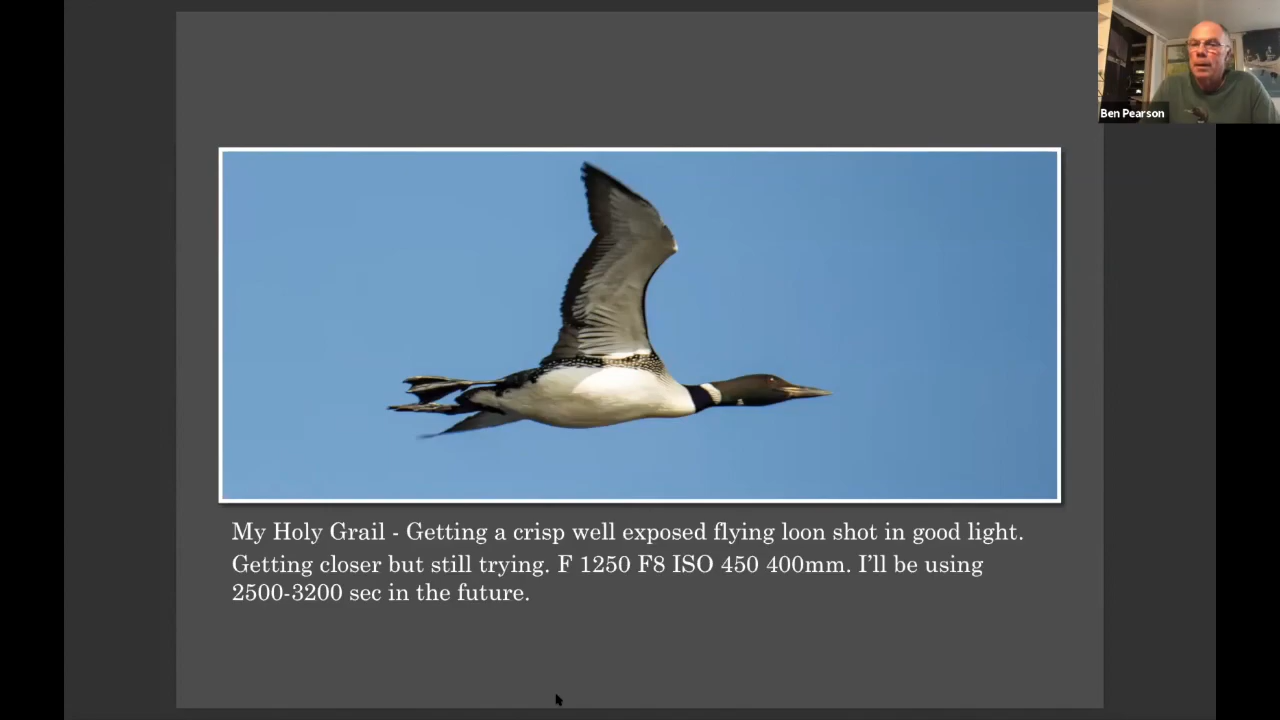 Ben Pearson
My Holy Grail - Getting a crisp well exposed flying loon shot in good light.
Getting closer but still trying. F 1250 F8 ISO 450 400mm. I’ll be using
2500-3200 sec in the future.